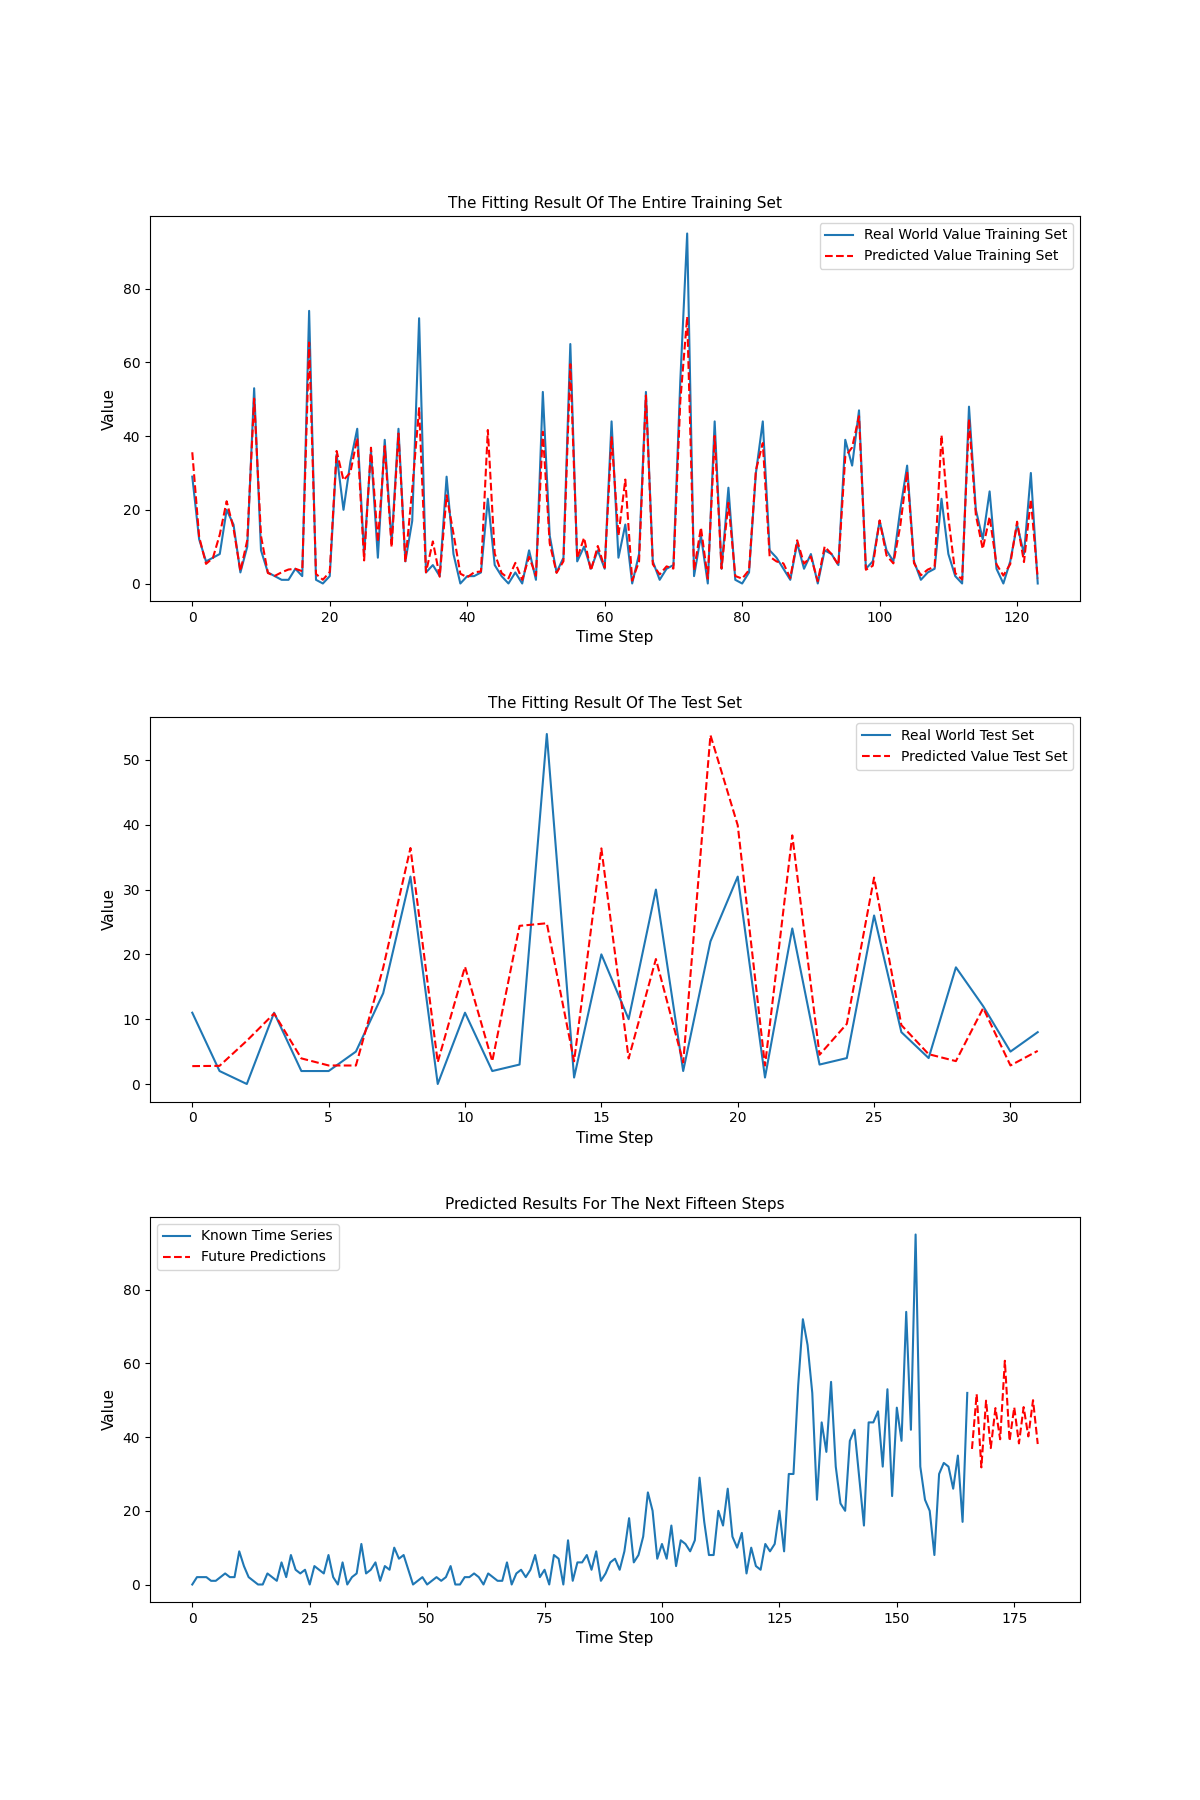 The Fitting Result Of The Entire Training Set
Real World Value Training Set
Predicted Value Training Set
Value
80
60
40
20
0
0 20 40 60 80 100 120
Time Step
The Fitting Result Of The Test Set
Real World Test Set
Predicted Value Test Set
Value
50
40
30
20
10
0
0 5 10 15 20 25 30
Time Step
Predicted Results For The Next Fifteen Steps
Known Time Series
Future Predictions
Value
80
60
40
20
0
0 25 50 75 100 125 150 175
Time Step